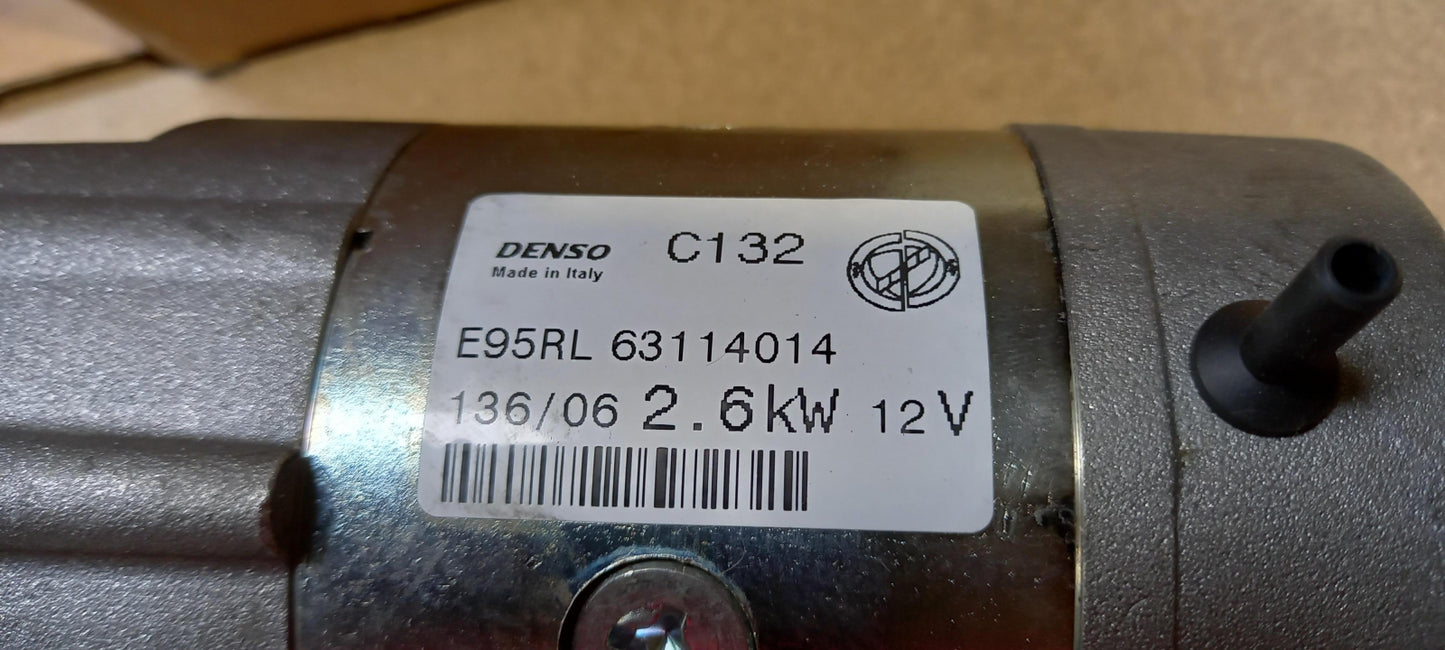 DENSO C132
Made in Italy
E95RL 63114014
136/06 2.6kW 12V